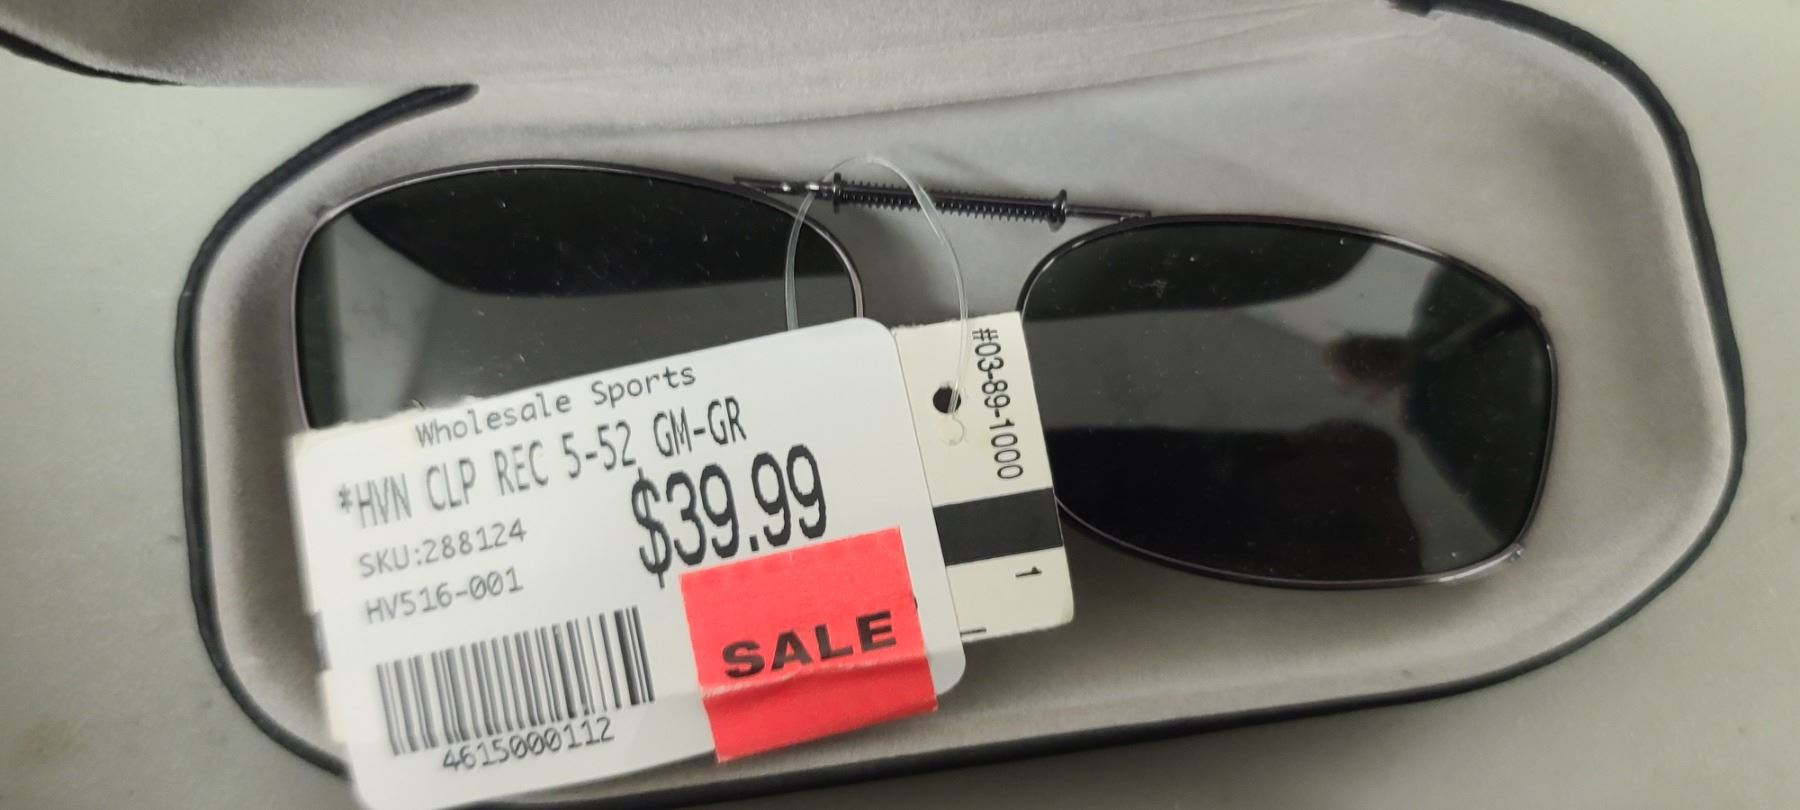 Wholesale Sports
*HVN CLP REC 5-52 GM-GR
$39.99
SKU:288124
HV516-001
SALE
4615000112
#03-89-1000
1